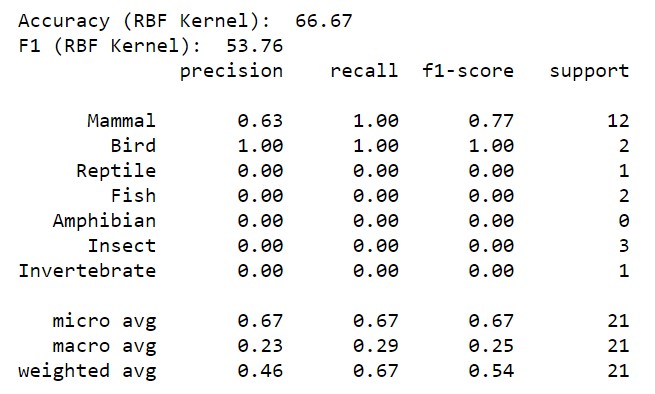 Accuracy (RBF Kernel):  66.67
F1 (RBF Kernel):  53.76
              precision    recall  f1-score   support

      Mammal       0.63      1.00      0.77        12
        Bird       1.00      1.00      1.00         2
     Reptile       0.00      0.00      0.00         1
        Fish       0.00      0.00      0.00         2
   Amphibian       0.00      0.00      0.00         0
      Insect       0.00      0.00      0.00         3
Invertebrate       0.00      0.00      0.00         1

   micro avg       0.67      0.67      0.67        21
   macro avg       0.23      0.29      0.25        21
weighted avg       0.46      0.67      0.54        21